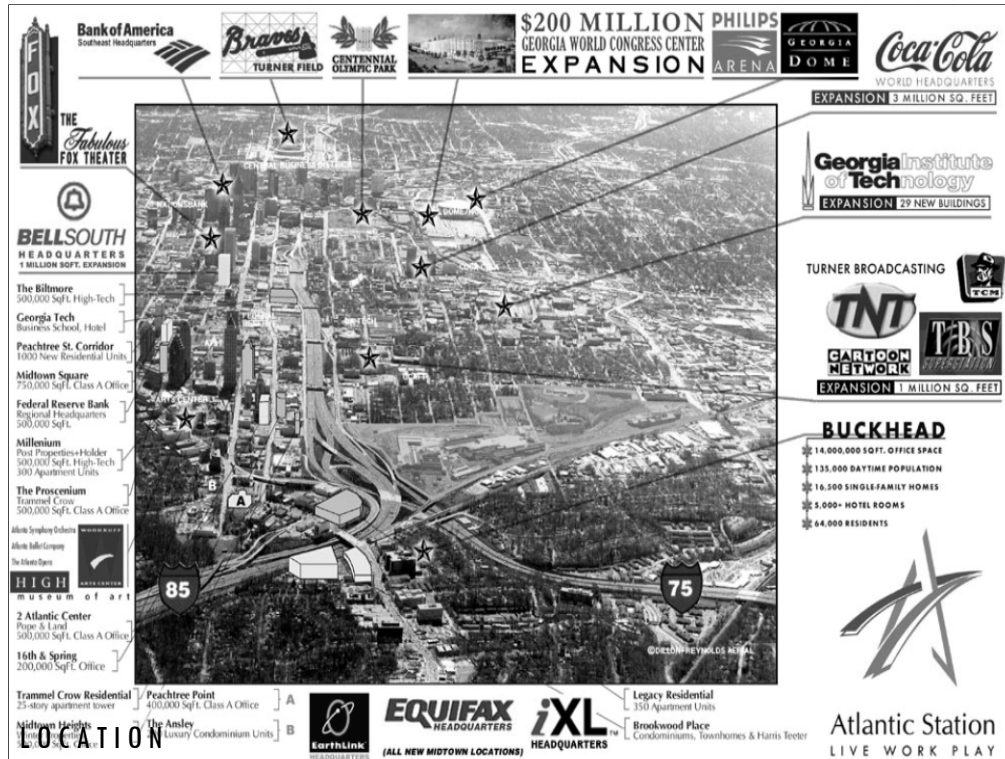 FOX
THE
Fabulous
FOX THEATER
Bank of America
Southeast Headquarters
Braves
TURNER FIELD
CENTENNIAL
OLYMPIC PARK
$200 MILLION
GEORGIA WORLD CONGRESS CENTER
EXPANSION
PHILIPS
ARENA
GEORGIA
DOME
Coca-Cola
WORLD HEADQUARTERS
EXPANSION 3 MILLION SQ. FEET
Georgia Institute
of Technology
EXPANSION 29 NEW BUILDINGS
TURNER BROADCASTING
TCM
TNT
CARTOON
NETWORK
TBS
SUPERSTATION
EXPANSION 1 MILLION SQ. FEET
BUCKHEAD
14,000,000 SQFT. OFFICE SPACE
135,000 DAYTIME POPULATION
16,500 SINGLE-FAMILY HOMES
5,000+ HOTEL ROOMS
64,000 RESIDENTS
BELLSOUTH
HEADQUARTERS
1 MILLION SQFT. EXPANSION
The Biltmore
500,000 SqFt. High-Tech
Georgia Tech
Business School, Hotel
Peachtree St. Corridor
1000 New Residential Units
Midtown Square
750,000 SqFt. Class A Office
Federal Reserve Bank
Regional Headquarters
500,000 SqFt.
Millenium
Post Properties+Holder
500,000 SqFt. High-Tech
300 Apartment Units
The Proscenium
Trammel Crow
500,000 SqFt. Class A Office
Atlanta Symphony Orchestra
Atlanta Ballet Company
The Atlanta Opera
WOODRUFF
ARTS CENTER
HIGH
museum of art
2 Atlantic Center
Pope & Land
500,000 SqFt. Class A Office
16th & Spring
200,000 SqFt. Office
CENTRAL BUSINESS DISTRICT
B
A
85
75
©DILLON-REYNOLDS AERIAL
Trammel Crow Residential
25-story apartment tower
Midtown Heights
Peachtree Point
400,000 SqFt. Class A Office
A
The Ansley
Luxury Condominium Units
B
EarthLink
HEADQUARTERS
EQUIFAX
HEADQUARTERS
(ALL NEW MIDTOWN LOCATIONS)
iXL™
HEADQUARTERS
Legacy Residential
350 Apartment Units
Brookwood Place
Condominiums, Townhomes & Harris Teeter
LOCATION
Atlantic Station
LIVE WORK PLAY